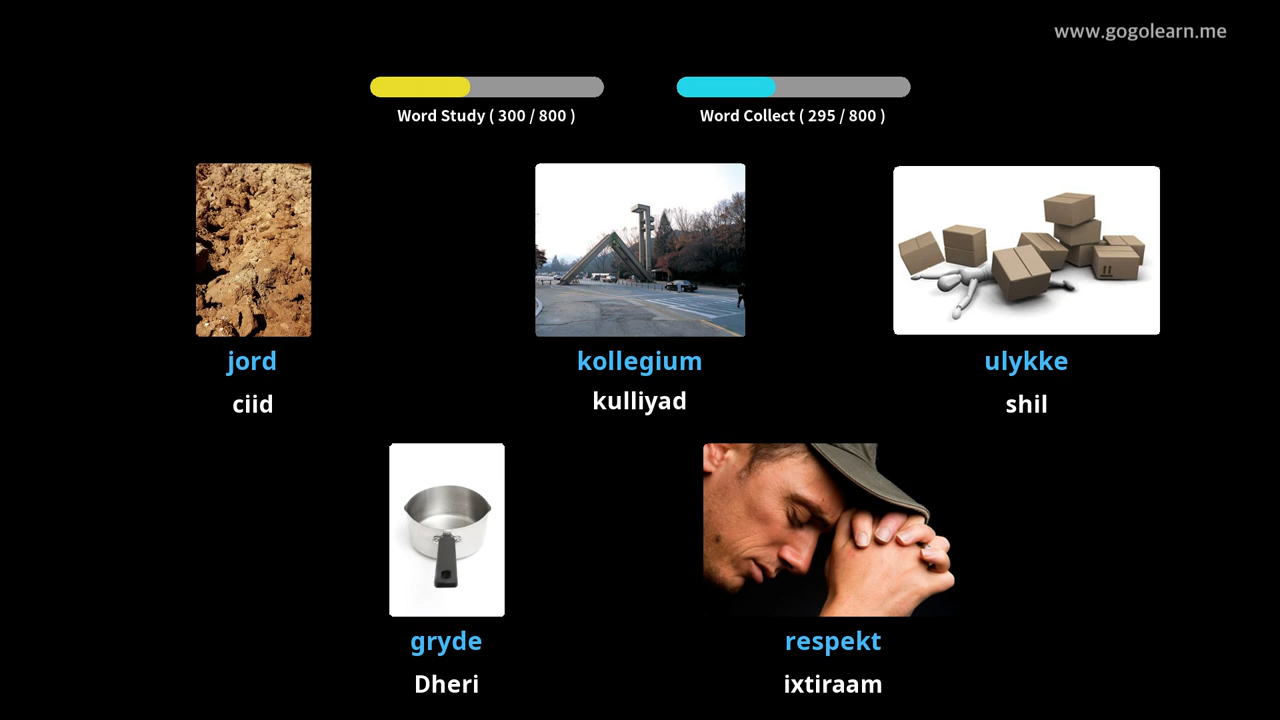 www.gogolearn.me
Word Study ( 300 / 800 )
Word Collect ( 295 / 800 )
jord
kollegium
ulykke
ciid
kulliyad
shil
gryde
respekt
Dheri
ixtiraam